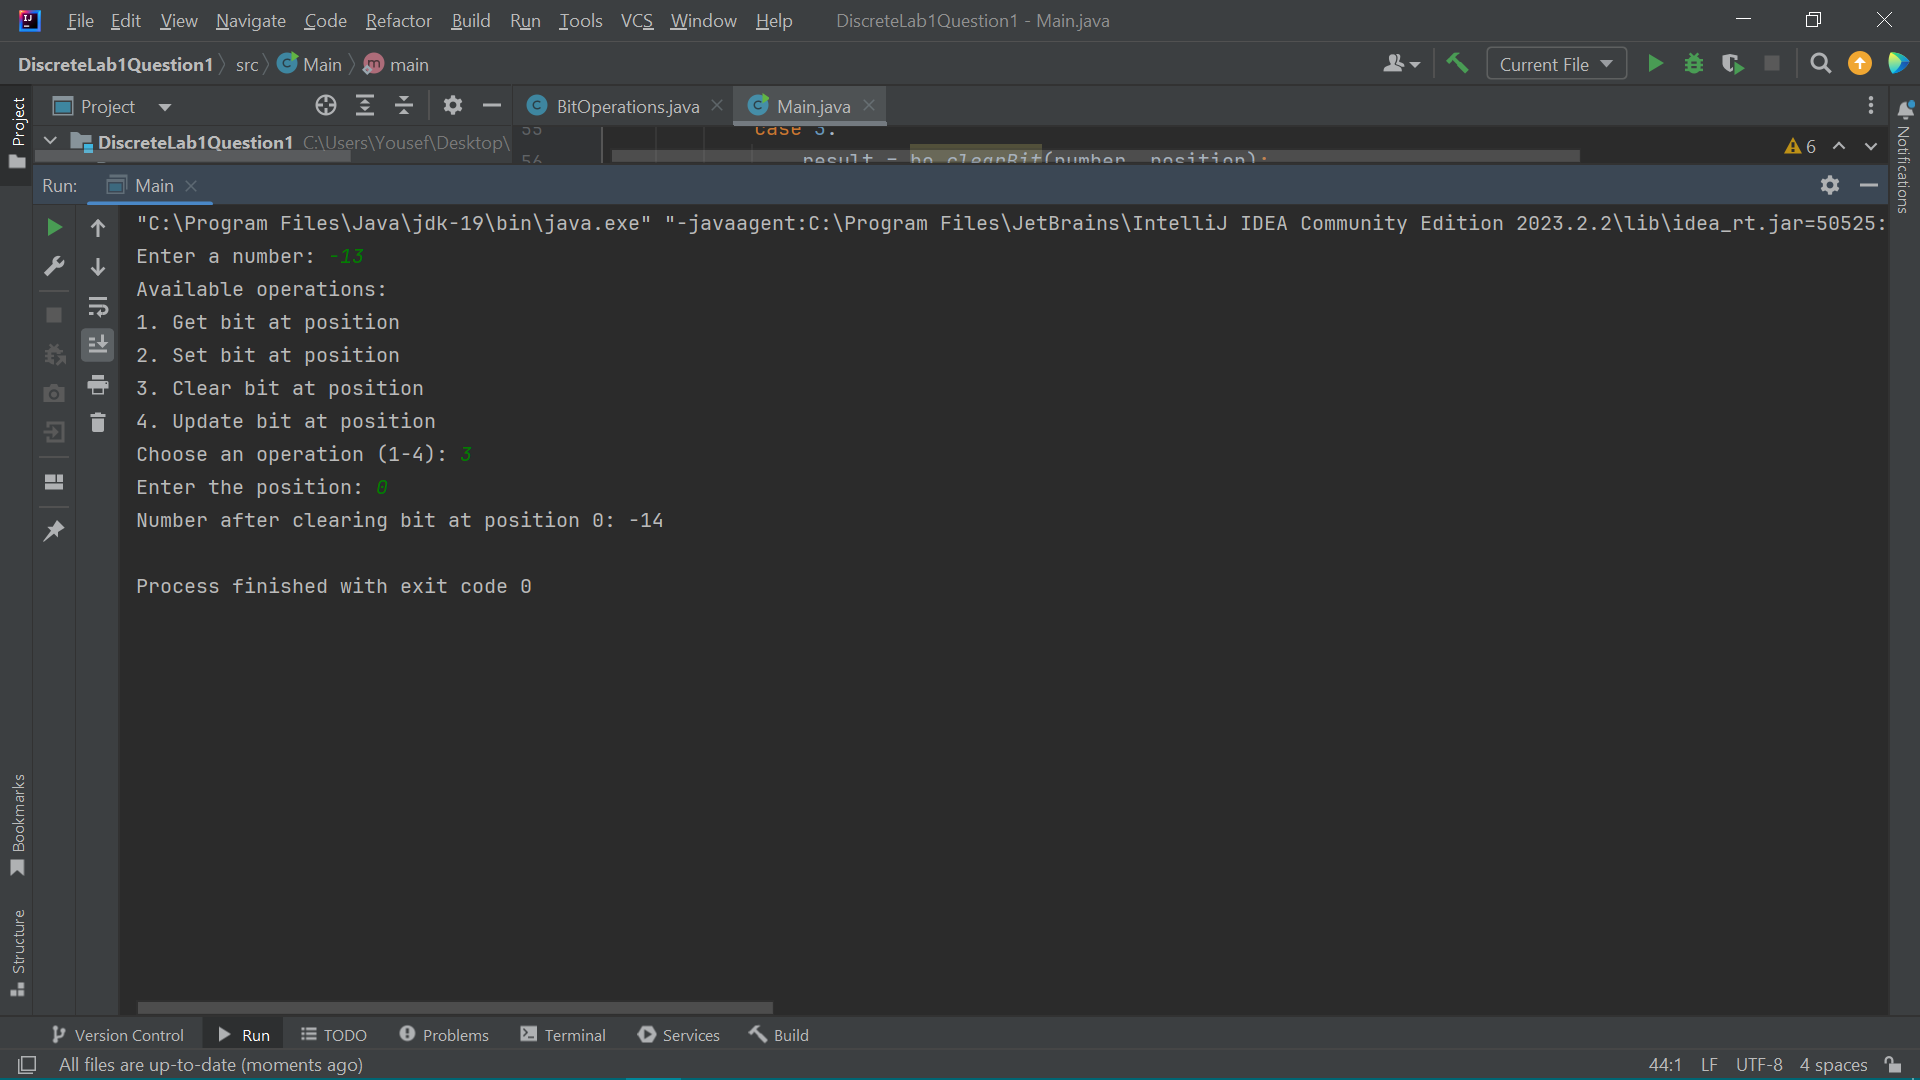 File Edit View Navigate Code Refactor Build Run Tools VCS Window Help DiscreteLab1Question1 - Main.java
DiscreteLab1Question1 src Main main Current File
Project Project BitOperations.java Main.java
DiscreteLab1Question1 C:\Users\Yousef\Desktop\
55 case 3:
56 result = bo.clearBit(number, position);
6
Notifications
Run: Main
"C:\Program Files\Java\jdk-19\bin\java.exe" "-javaagent:C:\Program Files\JetBrains\IntelliJ IDEA Community Edition 2023.2.2\lib\idea_rt.jar=50525:
Enter a number: -13
Available operations:
1. Get bit at position
2. Set bit at position
3. Clear bit at position
4. Update bit at position
Choose an operation (1-4): 3
Enter the position: 0
Number after clearing bit at position 0: -14
Process finished with exit code 0
Bookmarks
Structure
Version Control Run TODO Problems Terminal Services Build
All files are up-to-date (moments ago) 44:1 LF UTF-8 4 spaces